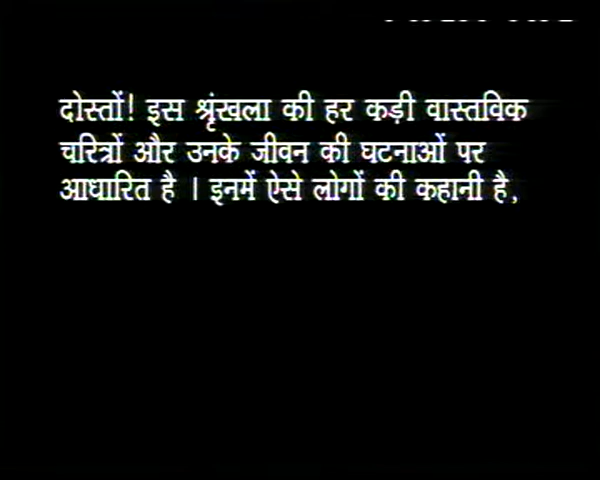 दोस्तों! इस श्रृंखला की हर कड़ी वास्तविक
चरित्रों और उनके जीवन की घटनाओं पर
आधारित है । इनमें ऐसे लोगों की कहानी है,